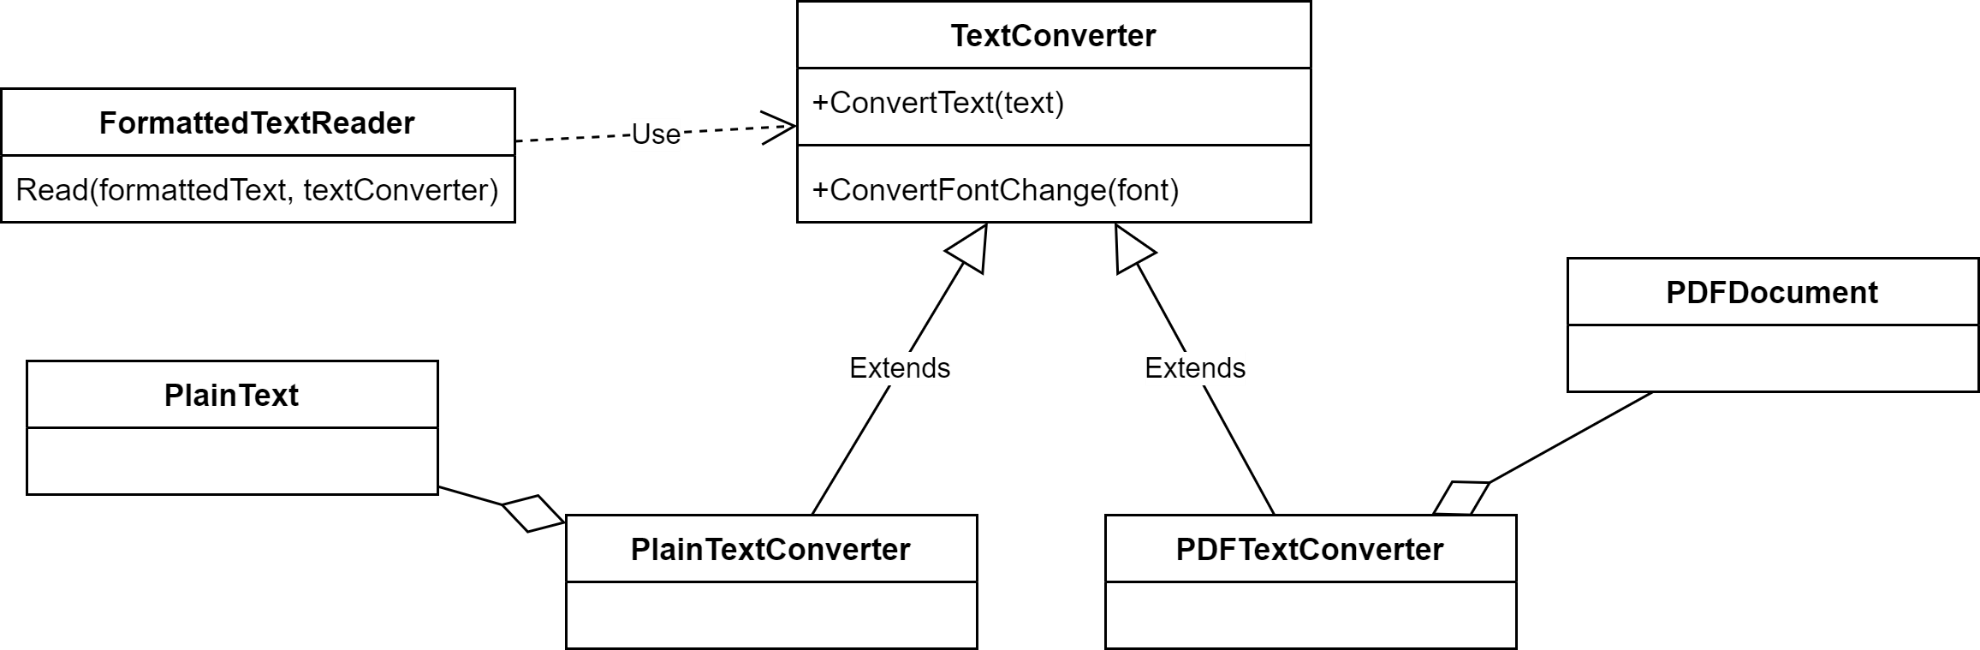 TextConverter
+ConvertText(text)
+ConvertFontChange(font)
FormattedTextReader
Read(formattedText, textConverter)
Use
PDFDocument
Extends
Extends
PlainText
PlainTextConverter
PDFTextConverter